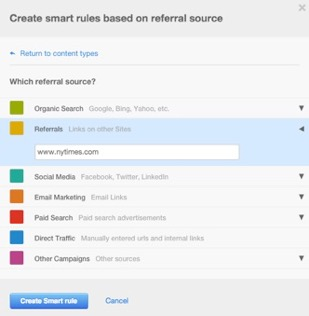 Create smart rules based on referral source
Return to content types
Which referral source?
Organic Search Google, Bing, Yahoo, etc.
Referrals Links on other Sites
www.nytimes.com
Social Media Facebook, Twitter, LinkedIn
Email Marketing Email Links
Paid Search Paid search advertisements
Direct Traffic Manually entered urls and internal links
Other Campaigns Other sources
Create Smart rule Cancel